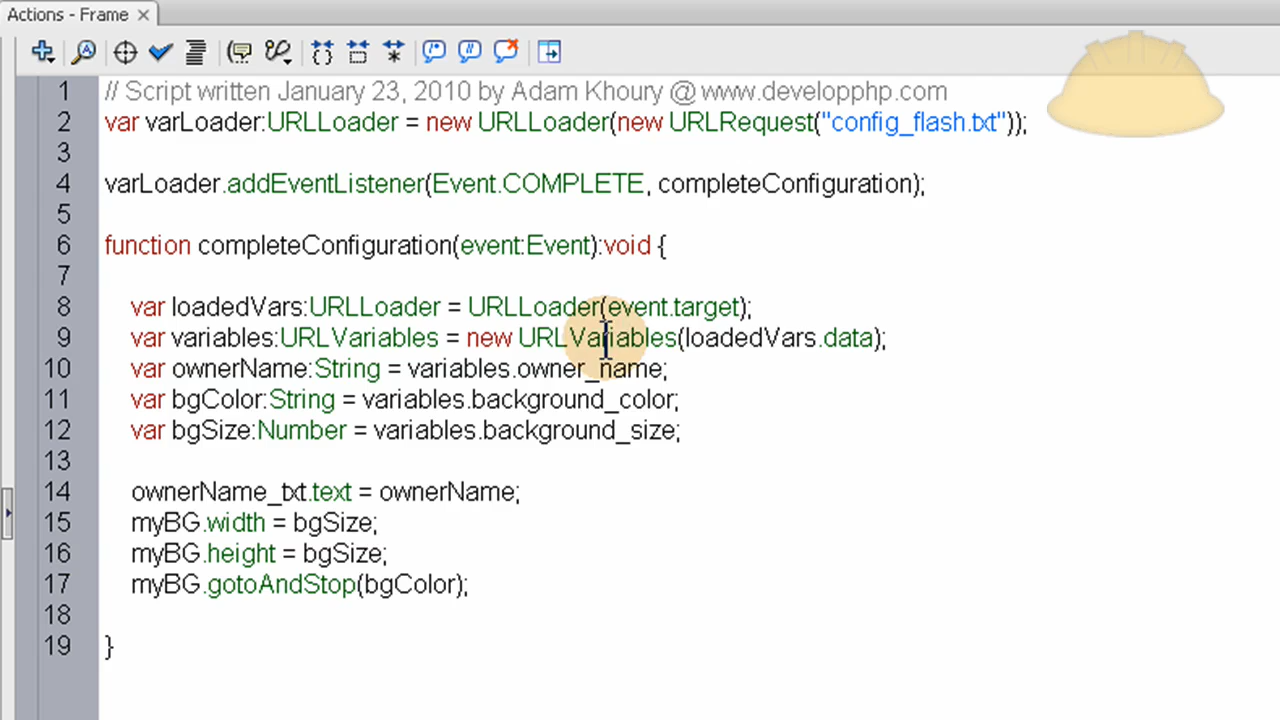 Actions - Frame
1 // Script written January 23, 2010 by Adam Khoury @ www.developphp.com
2 var varLoader:URLLoader = new URLLoader(new URLRequest("config_flash.txt"));
3
4 varLoader.addEventListener(Event.COMPLETE, completeConfiguration);
5
6 function completeConfiguration(event:Event):void {
7
8 var loadedVars:URLLoader = URLLoader(event.target);
9 var variables:URLVariables = new URLVariables(loadedVars.data);
10 var ownerName:String = variables.owner_name;
11 var bgColor:String = variables.background_color;
12 var bgSize:Number = variables.background_size;
13
14 ownerName_txt.text = ownerName;
15 myBG.width = bgSize;
16 myBG.height = bgSize;
17 myBG.gotoAndStop(bgColor);
18
19 }